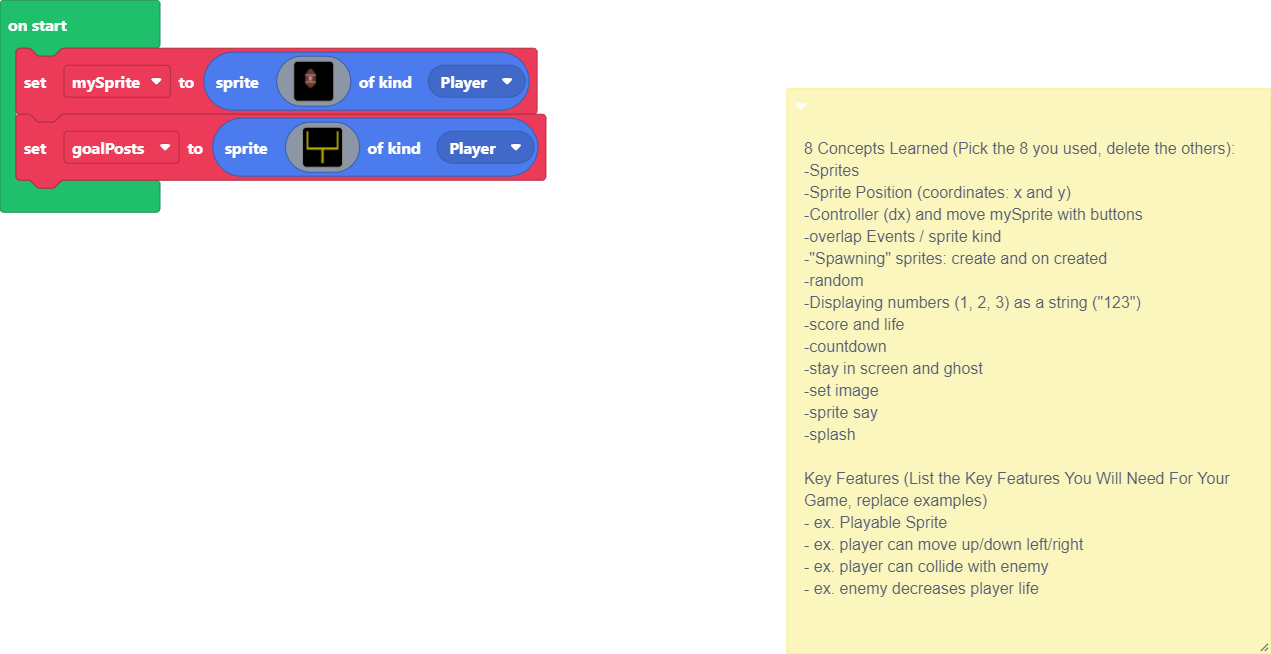 on start
set mySprite to sprite of kind Player
set goalPosts to sprite of kind Player
8 Concepts Learned (Pick the 8 you used, delete the others):
-Sprites
-Sprite Position (coordinates: x and y)
-Controller (dx) and move mySprite with buttons
-overlap Events / sprite kind
-"Spawning" sprites: create and on created
-random
-Displaying numbers (1, 2, 3) as a string ("123")
-score and life
-countdown
-stay in screen and ghost
-set image
-sprite say
-splash
Key Features (List the Key Features You Will Need For Your
Game, replace examples)
- ex. Playable Sprite
- ex. player can move up/down left/right
- ex. player can collide with enemy
- ex. enemy decreases player life